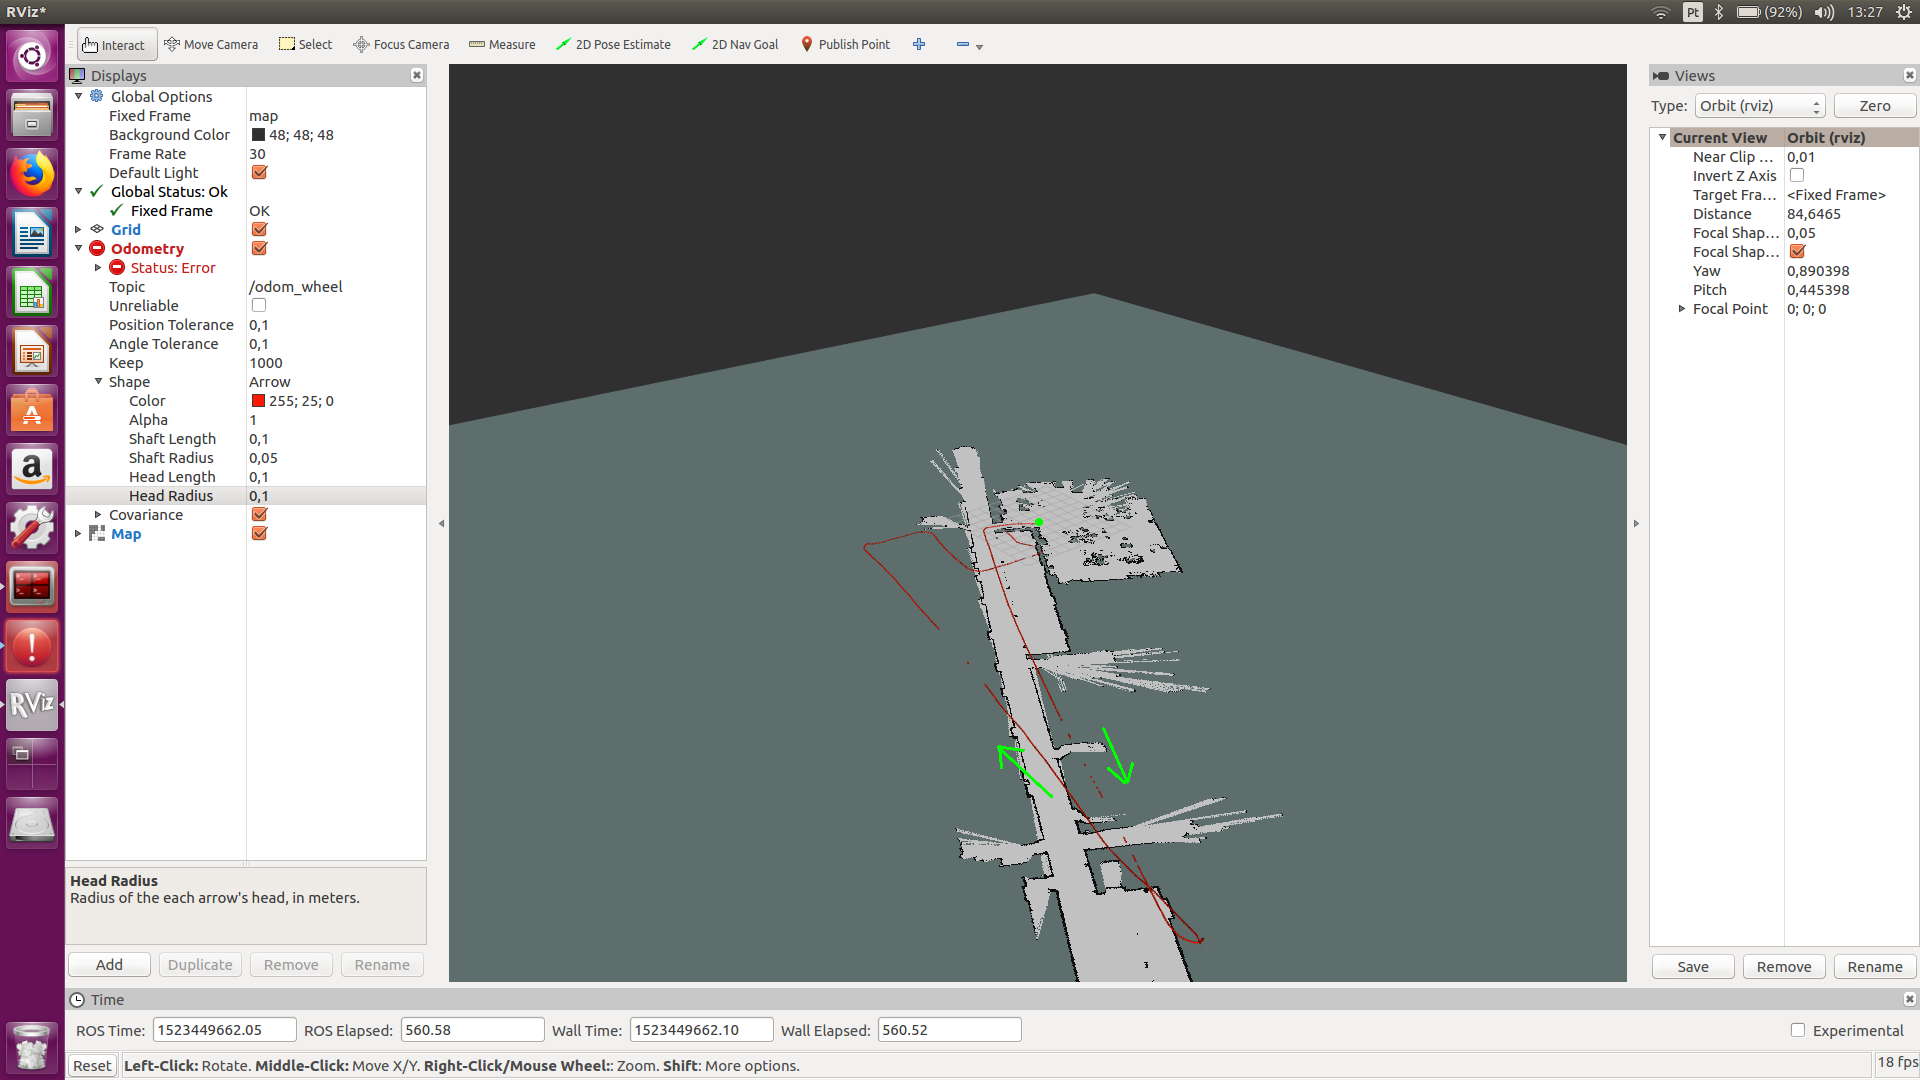 RViz*
Pt (92%) 13:27
Interact Move Camera Select Focus Camera Measure 2D Pose Estimate 2D Nav Goal Publish Point
Displays
Global Options
Fixed Frame map
Background Color 48; 48; 48
Frame Rate 30
Default Light
Global Status: Ok
Fixed Frame OK
Grid
Odometry
Status: Error
Topic /odom_wheel
Unreliable
Position Tolerance 0,1
Angle Tolerance 0,1
Keep 1000
Shape Arrow
Color 255; 25; 0
Alpha 1
Shaft Length 0,1
Shaft Radius 0,05
Head Length 0,1
Head Radius 0,1
Covariance
Map
Head Radius
Radius of the each arrow's head, in meters.
Add Duplicate Remove Rename
Views
Type: Orbit (rviz) Zero
Current View Orbit (rviz)
Near Clip ... 0,01
Invert Z Axis
Target Fra... <Fixed Frame>
Distance 84,6465
Focal Shap... 0,05
Focal Shap...
Yaw 0,890398
Pitch 0,445398
Focal Point 0; 0; 0
Save Remove Rename
Time
ROS Time: 1523449662.05 ROS Elapsed: 560.58 Wall Time: 1523449662.10 Wall Elapsed: 560.52 Experimental
Reset Left-Click: Rotate. Middle-Click: Move X/Y. Right-Click/Mouse Wheel:: Zoom. Shift: More options. 18 fps
A
a
RViz